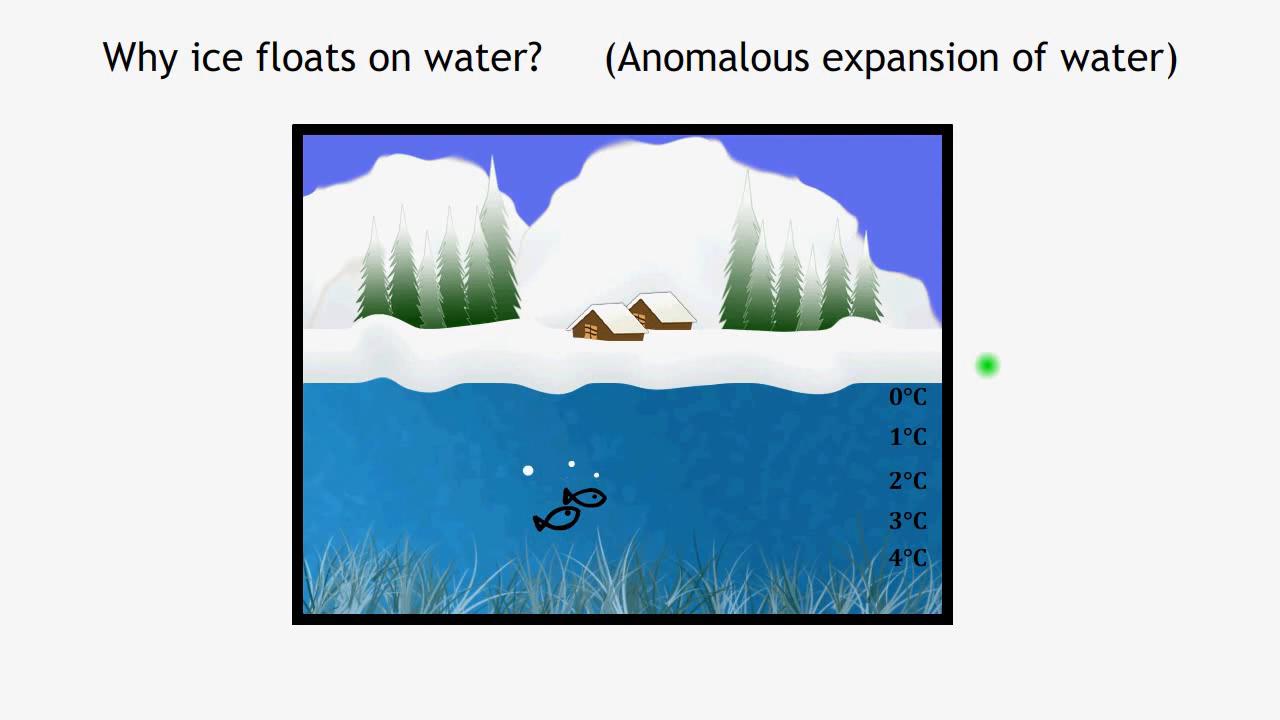 Why ice floats on water? (Anomalous expansion of water)
0°C
1°C
2°C
3°C
4°C